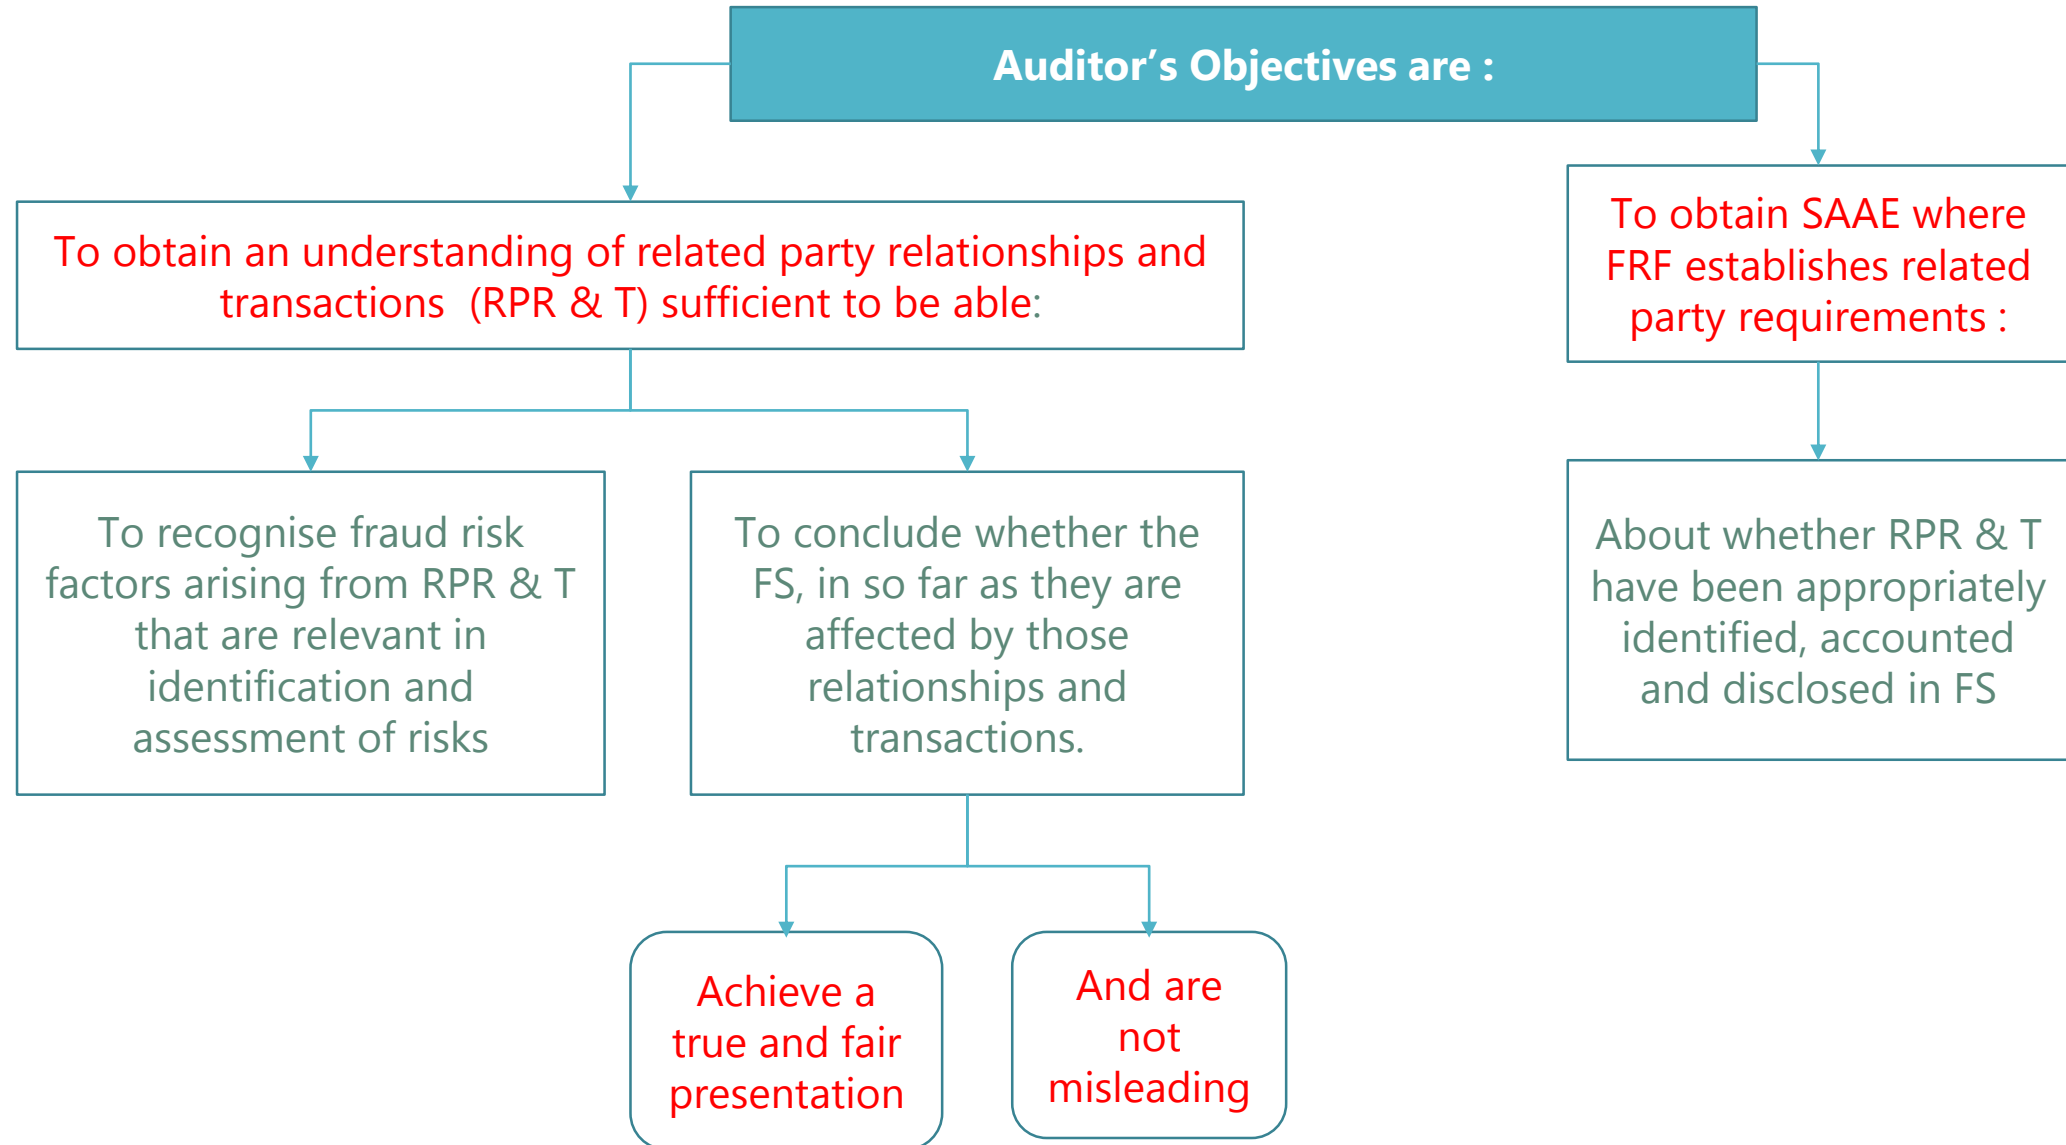 Auditor’s Objectives are :
To obtain an understanding of related party relationships and
transactions  (RPR & T) sufficient to be able:
To obtain SAAE where
FRF establishes related
party requirements :
To recognise fraud risk
factors arising from RPR & T
that are relevant in
identification and
assessment of risks
To conclude whether the
FS, in so far as they are
affected by those
relationships and
transactions.
About whether RPR & T
have been appropriately
identified, accounted
and disclosed in FS
Achieve a
true and fair
presentation
And are
not
misleading